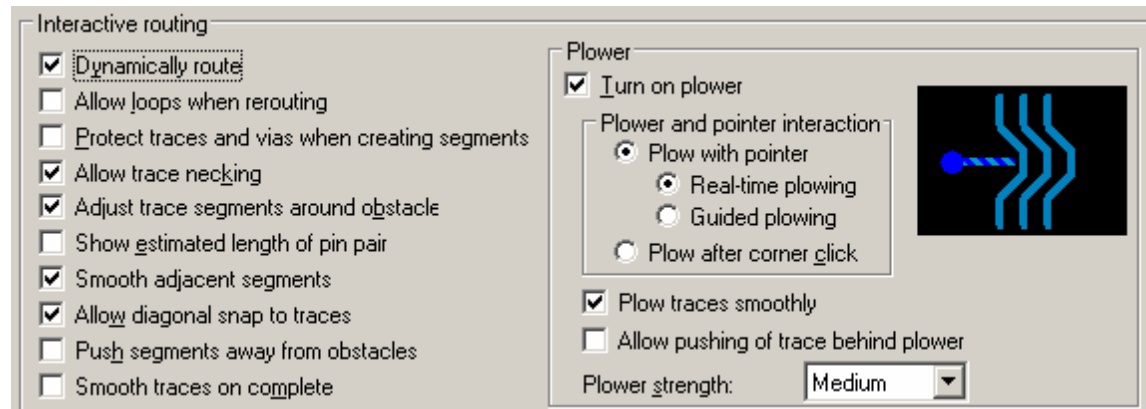 Interactive routing
Dynamically route
Allow loops when rerouting
Protect traces and vias when creating segments
Allow trace necking
Adjust trace segments around obstacle
Show estimated length of pin pair
Smooth adjacent segments
Allow diagonal snap to traces
Push segments away from obstacles
Smooth traces on complete
Plower
Turn on plower
Plower and pointer interaction
Plow with pointer
Real-time plowing
Guided plowing
Plow after corner click
Plow traces smoothly
Allow pushing of trace behind plower
Plower strength: Medium